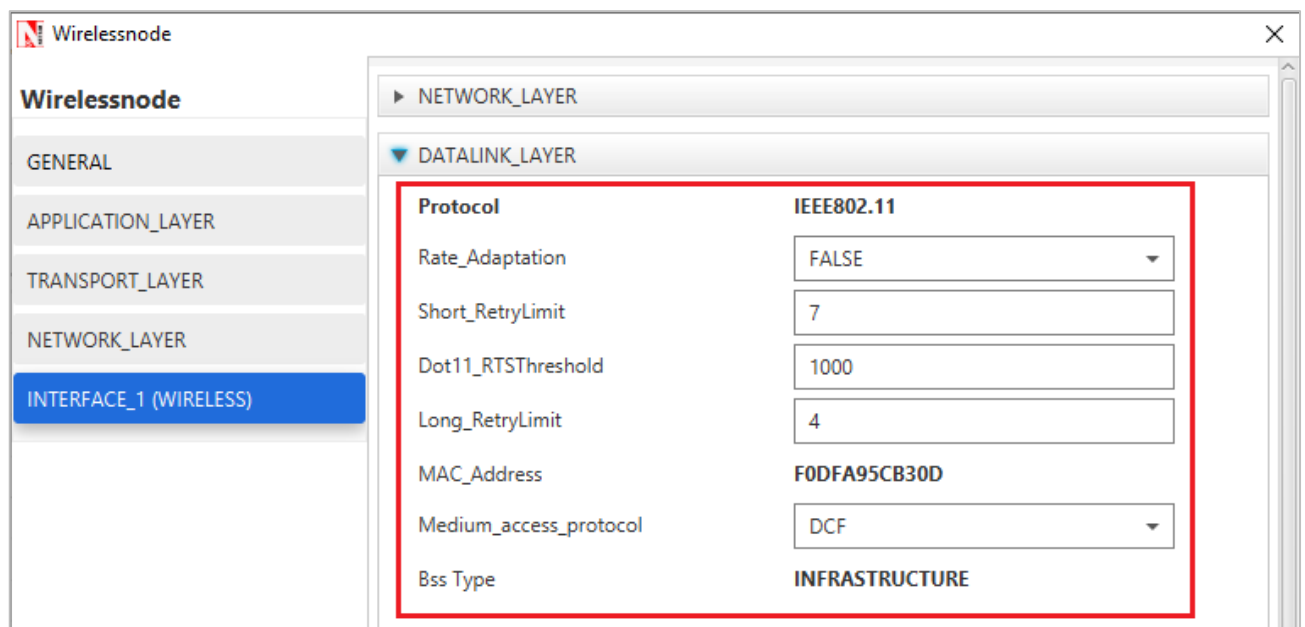 Wirelessnode
Wirelessnode
GENERAL
APPLICATION_LAYER
TRANSPORT_LAYER
NETWORK_LAYER
INTERFACE_1 (WIRELESS)
NETWORK_LAYER
DATALINK_LAYER
Protocol IEEE802.11
Rate_Adaptation FALSE
Short_RetryLimit 7
Dot11_RTSThreshold 1000
Long_RetryLimit 4
MAC_Address F0DFA95CB30D
Medium_access_protocol DCF
Bss Type INFRASTRUCTURE